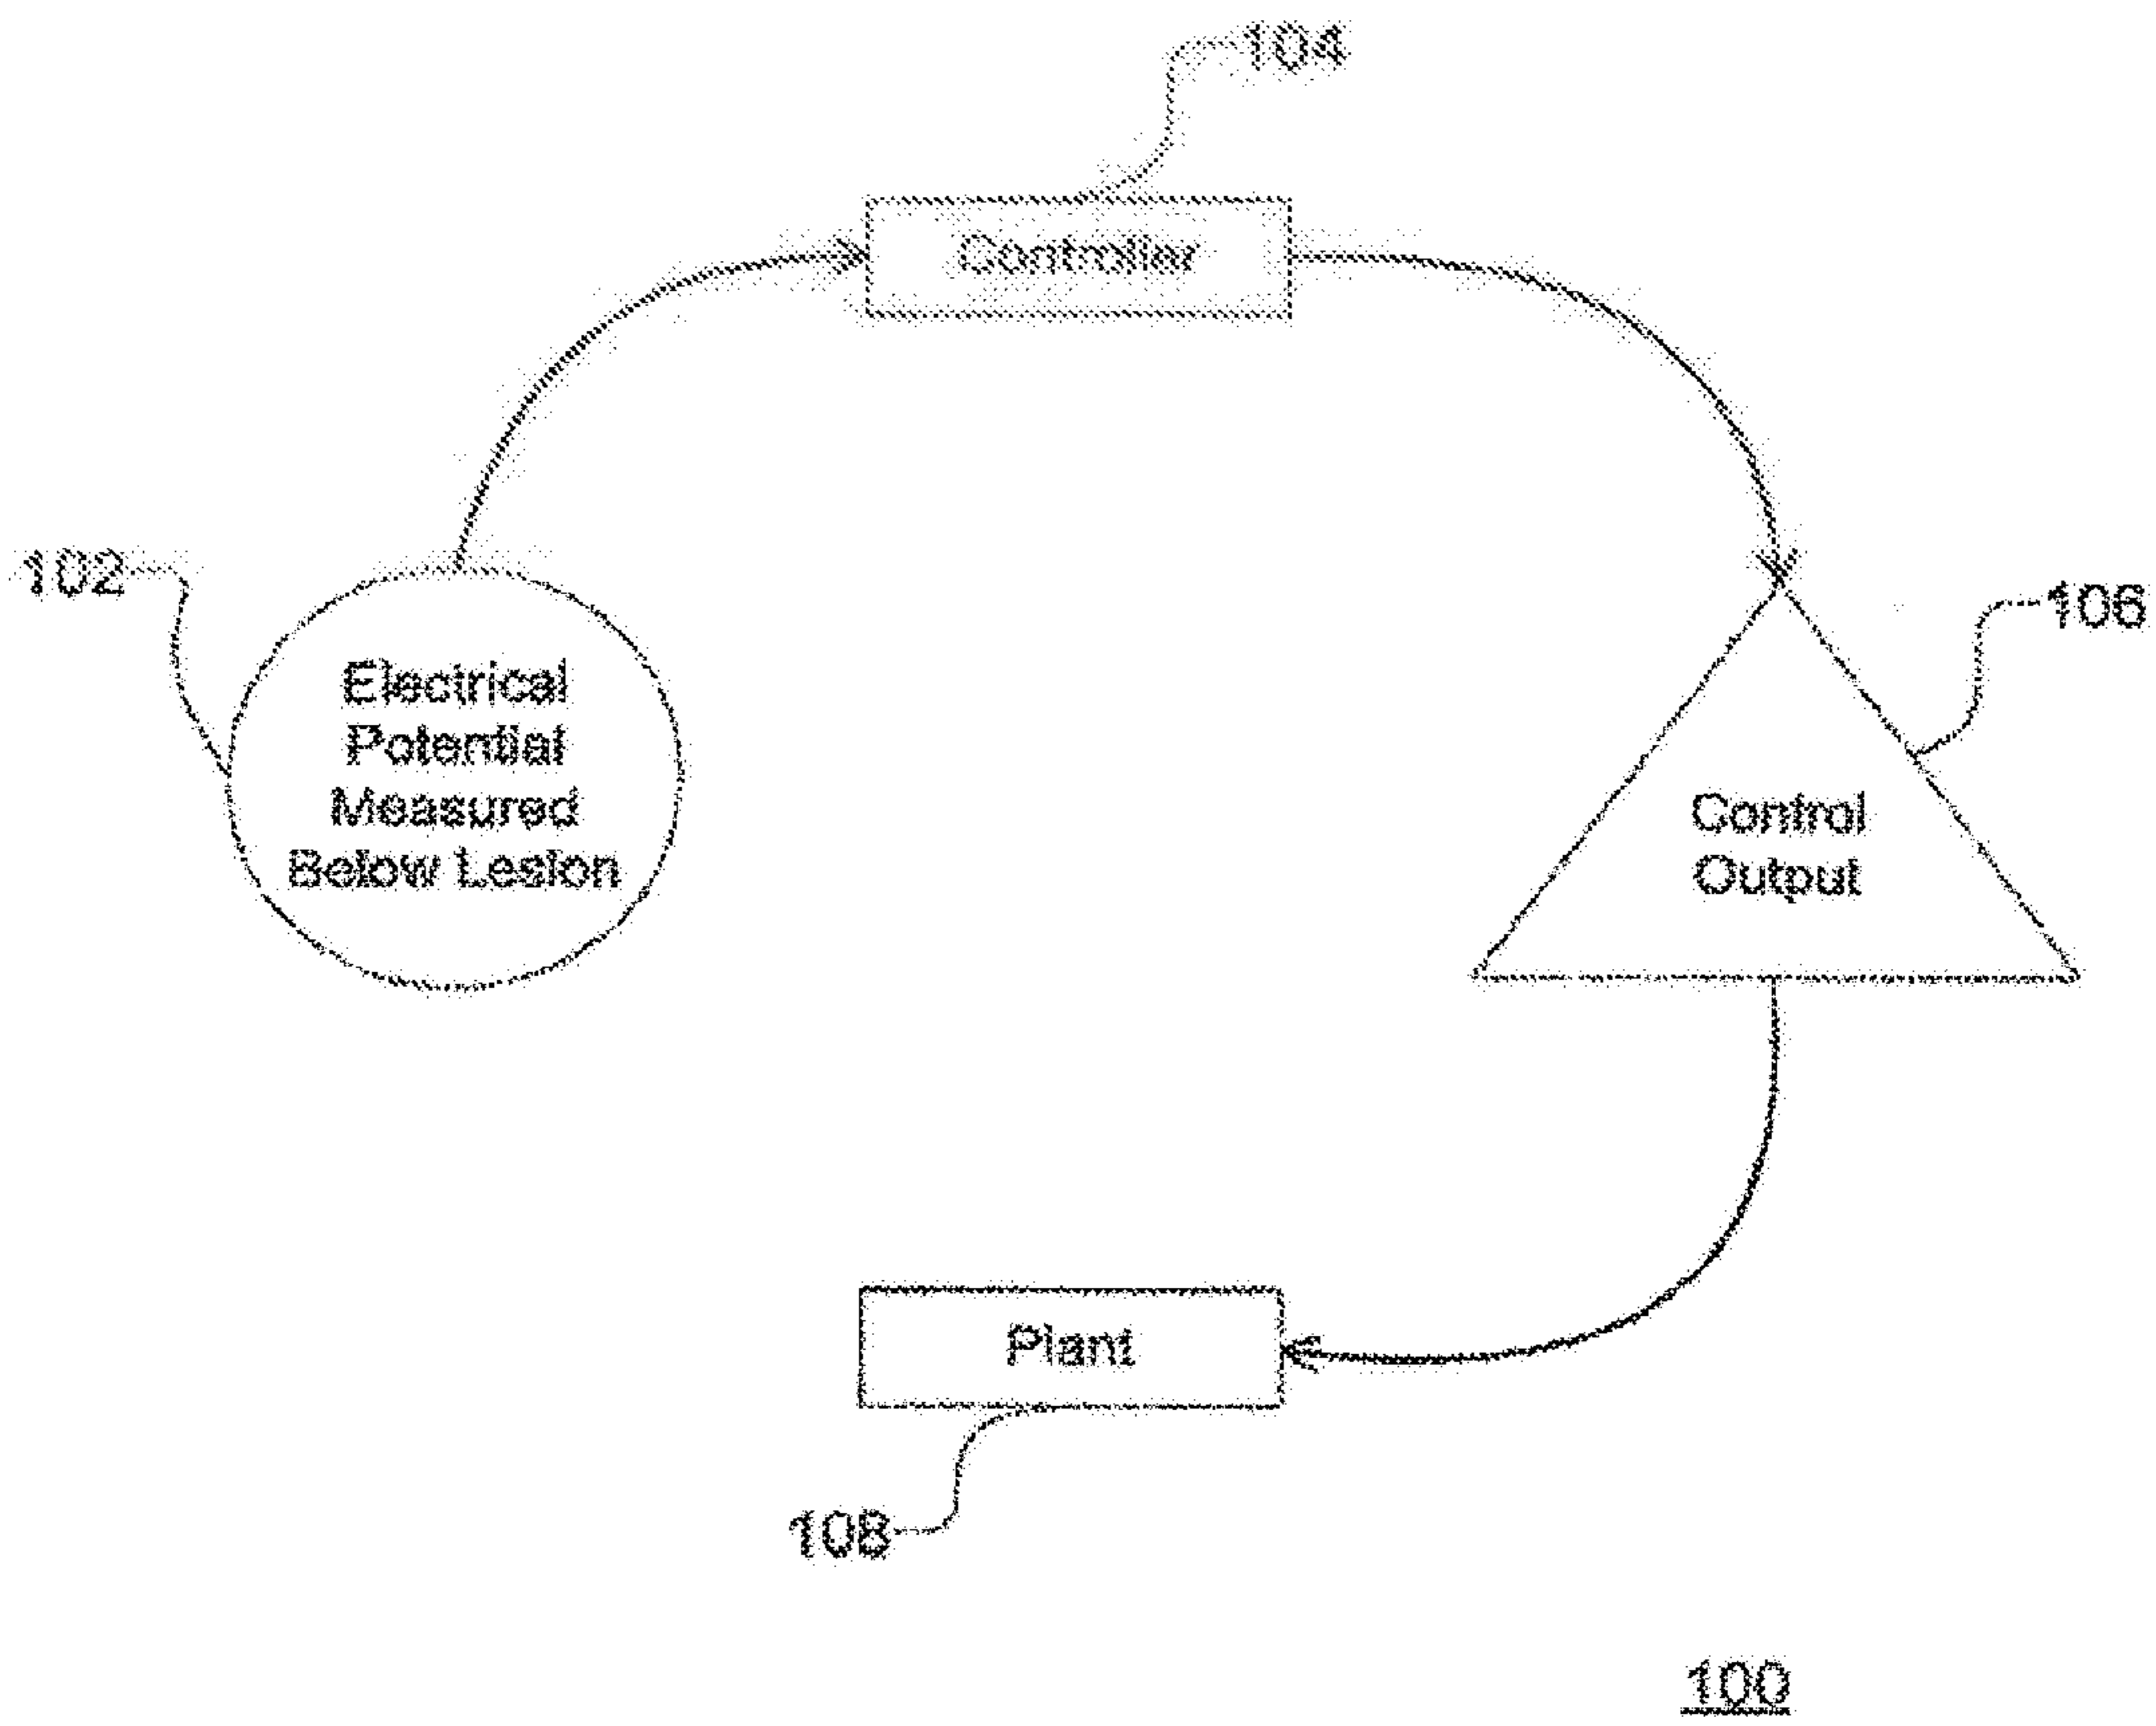 104
Controller
102
Electrical
Potential
Measured
Below Lesion
106
Control
Output
Plant
108
100